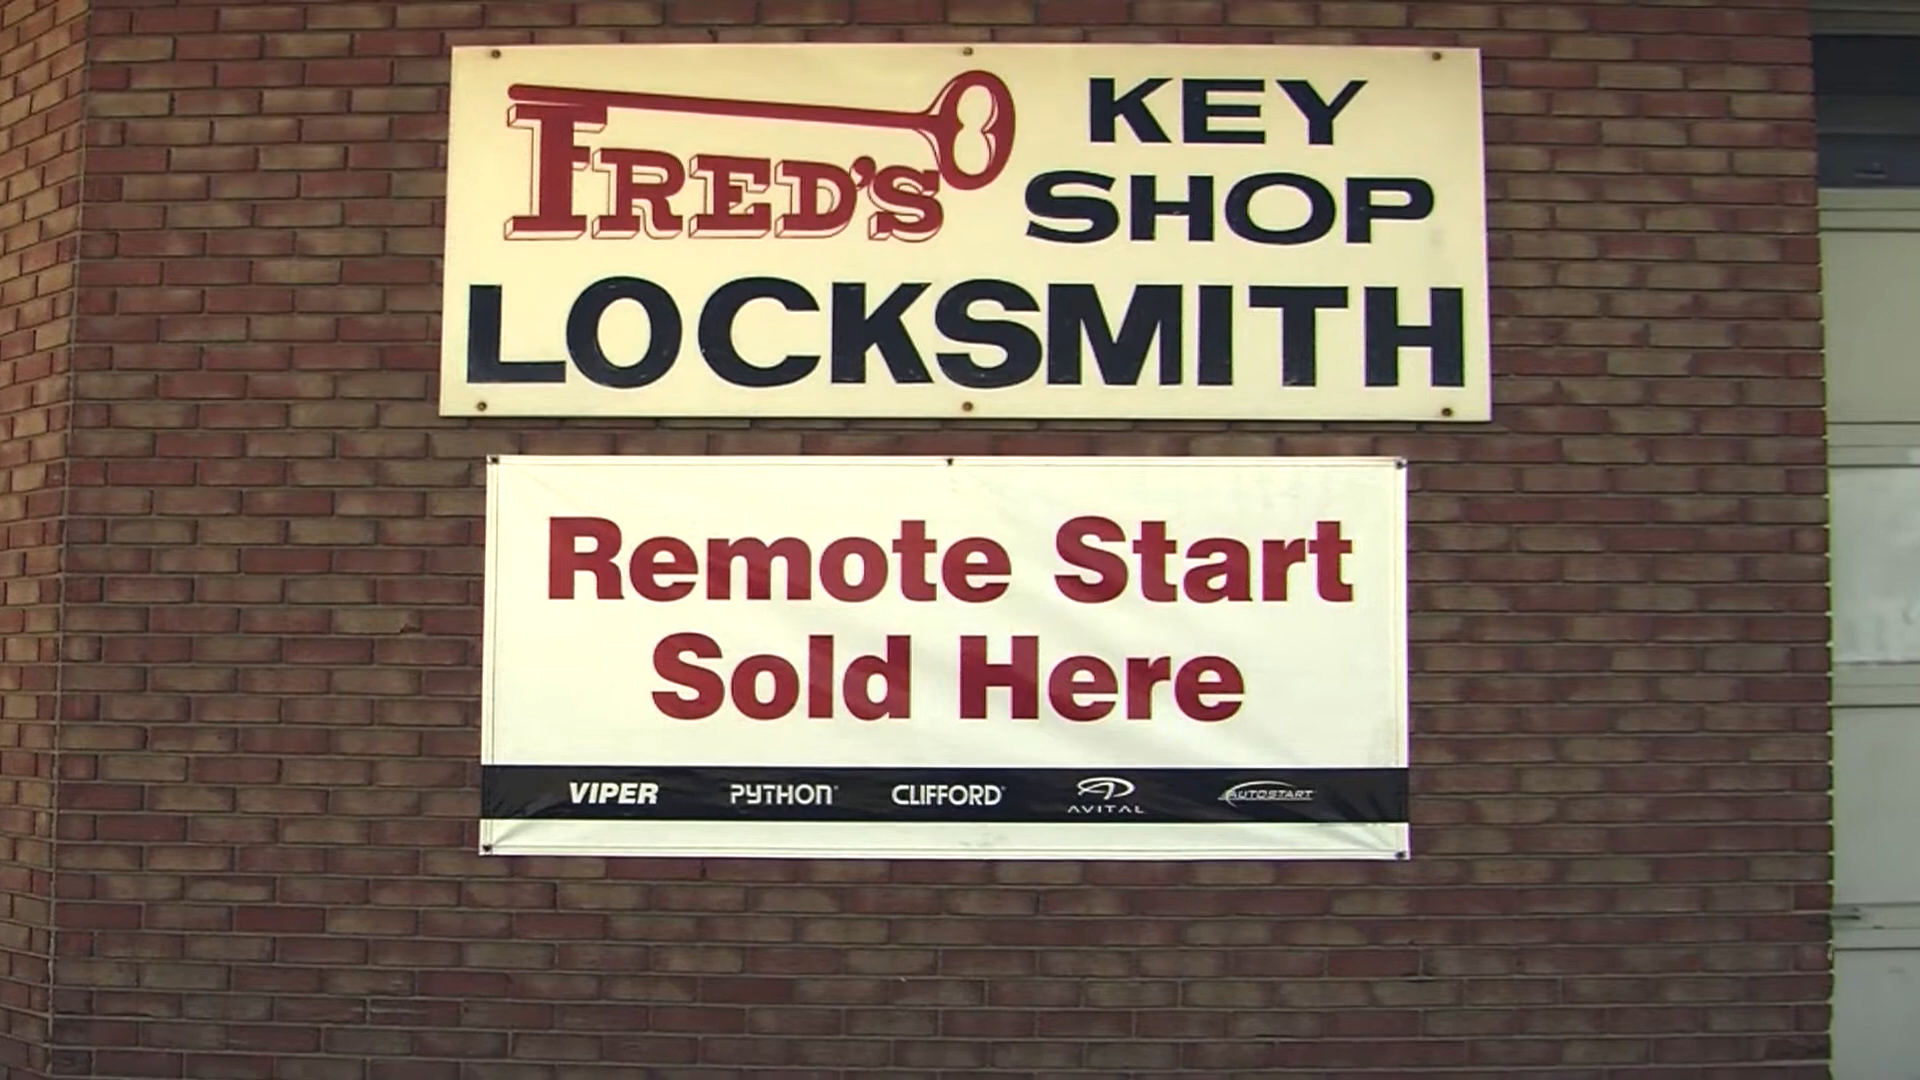 FRED'S KEY
SHOP
LOCKSMITH
Remote Start
Sold Here
VIPER PYTHON CLIFFORD AVITAL AUTOSTART